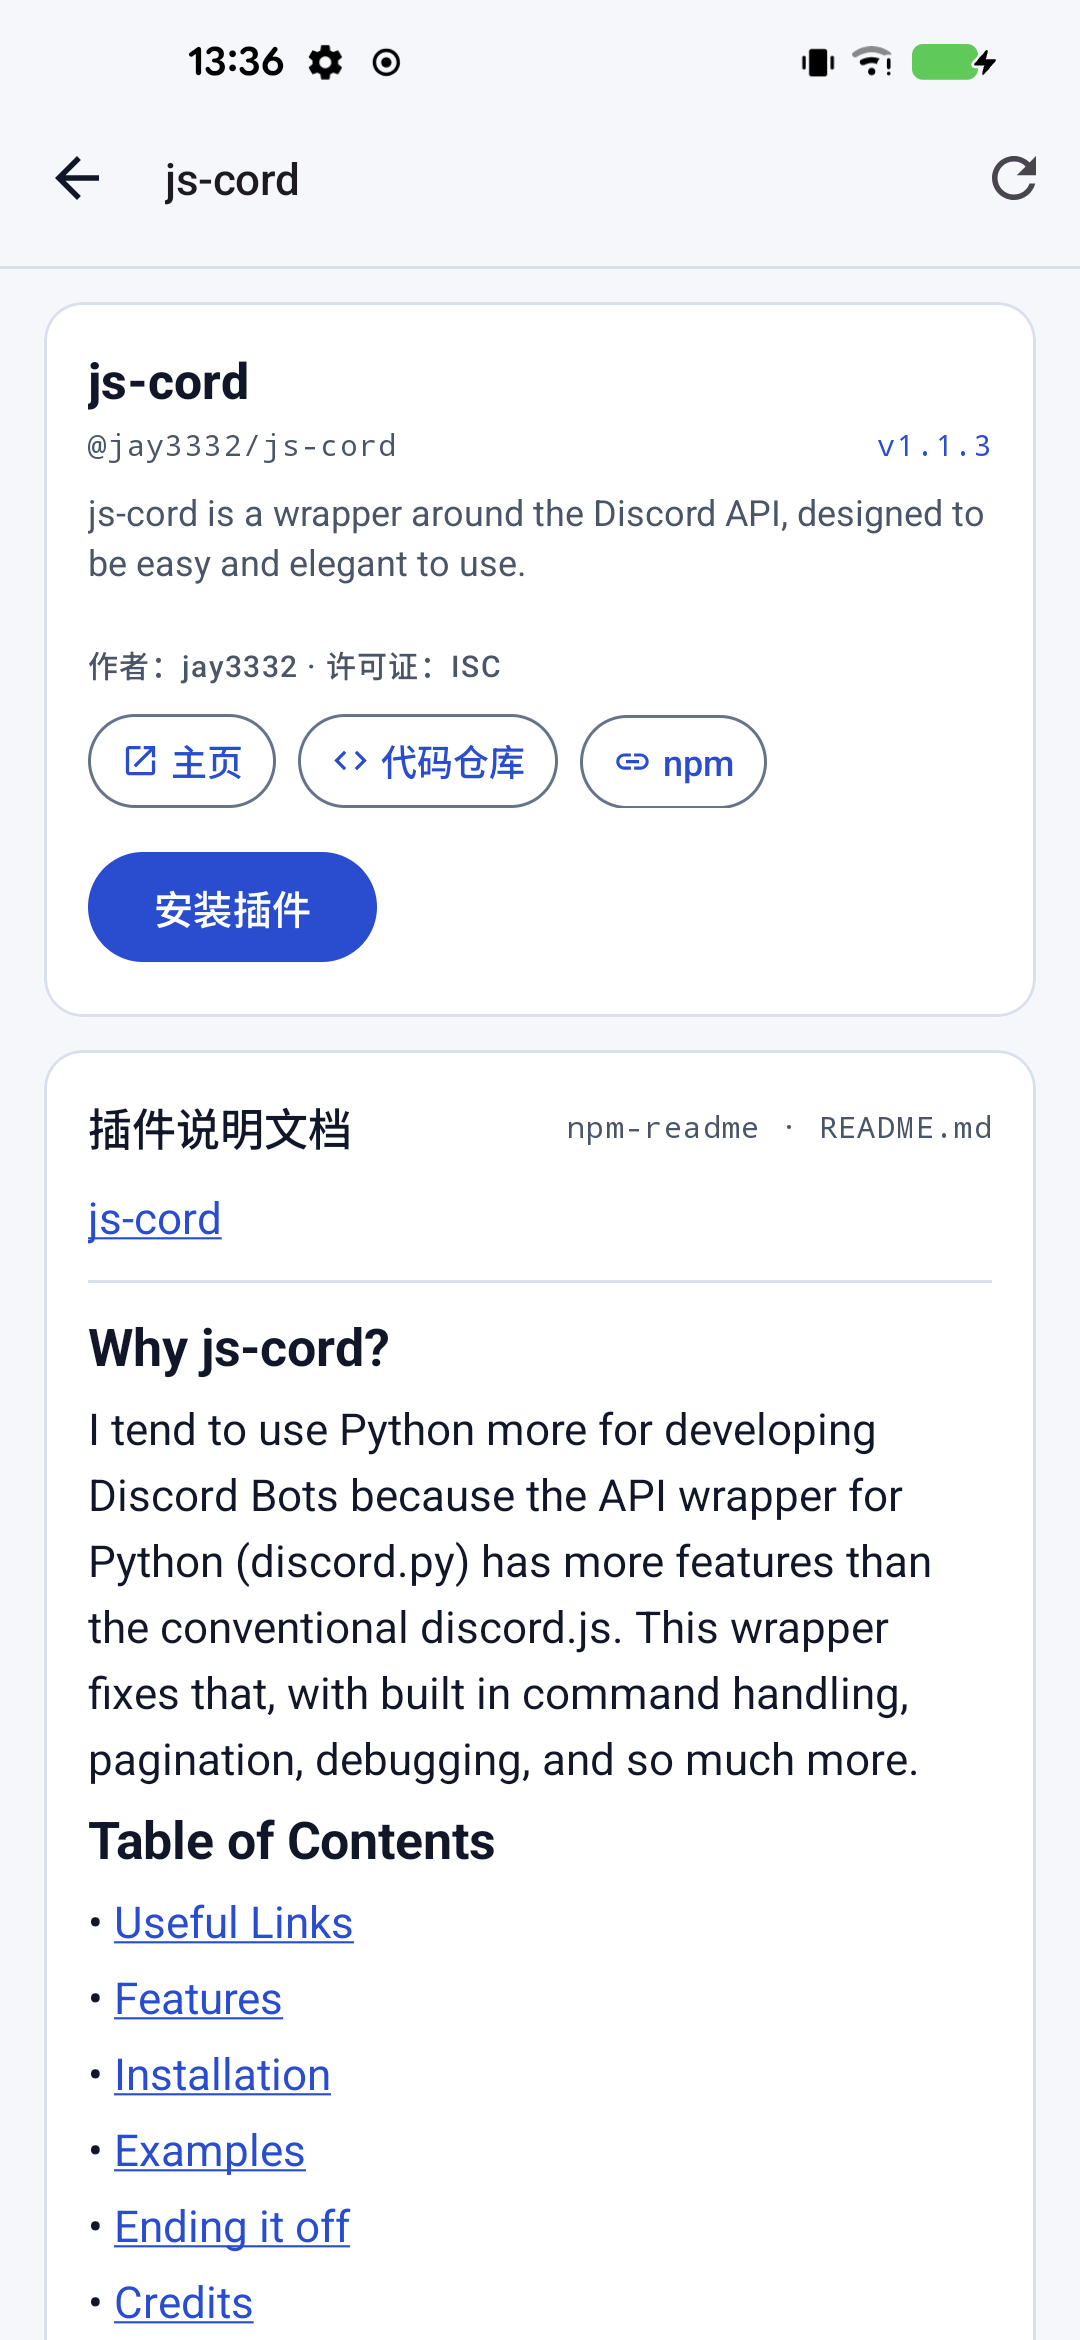 13:36
js-cord
js-cord
@jay3332/js-cord
v1.1.3
js-cord is a wrapper around the Discord API, designed to
be easy and elegant to use.
作者：jay3332 · 许可证：ISC
主页
代码仓库
npm
安装插件
插件说明文档
npm-readme · README.md
js-cord
Why js-cord?
I tend to use Python more for developing
Discord Bots because the API wrapper for
Python (discord.py) has more features than
the conventional discord.js. This wrapper
fixes that, with built in command handling,
pagination, debugging, and so much more.
Table of Contents
• Useful Links
• Features
• Installation
• Examples
• Ending it off
• Credits